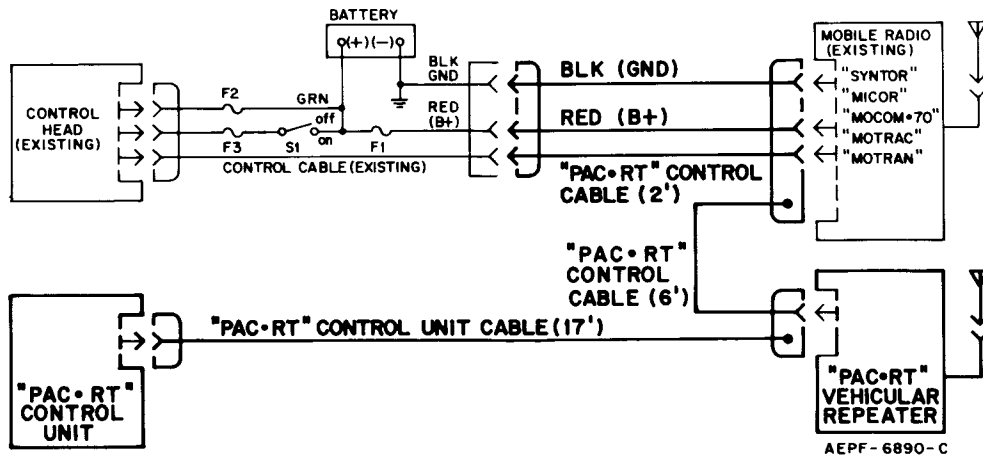 BATTERY
(+)(−)
BLK
GND
BLK (GND)
MOBILE RADIO
(EXISTING)
"SYNTOR"
"MICOR"
"MOCOM•70"
"MOTRAC"
"MOTRAN"
CONTROL
HEAD
(EXISTING)
F2
GRN
off
on
F3
S1
F1
RED
(B+)
RED (B+)
CONTROL CABLE (EXISTING)
"PAC•RT" CONTROL
CABLE (2')
"PAC•RT"
CONTROL
CABLE (6')
"PAC•RT" CONTROL UNIT CABLE (17')
"PAC•RT"
CONTROL
UNIT
"PAC•RT"
VEHICULAR
REPEATER
AEPF-6890-C